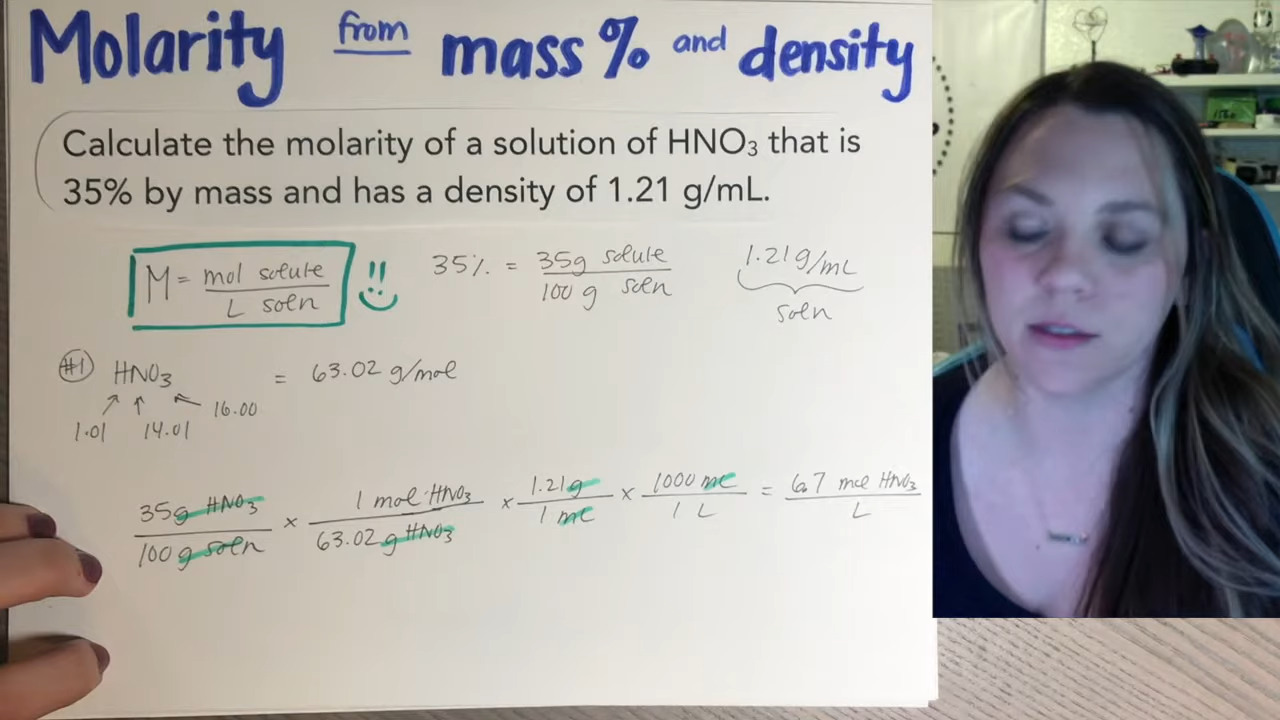 Molarity from mass % and density
Calculate the molarity of a solution of HNO₃ that is
35% by mass and has a density of 1.21 g/mL.
M = mol solute / L soln !! 35% = 35g solute / 100 g soln 1.21g/mL
soln
#1 HNO₃ = 63.02 g/mol
16.00
1.01 14.01
35g HNO₃ / 100 g soln × 1 mol HNO₃ / 63.02 g HNO₃ × 1.21g / 1 mL × 1000 mL / 1 L = 6.7 mol HNO₃ / L